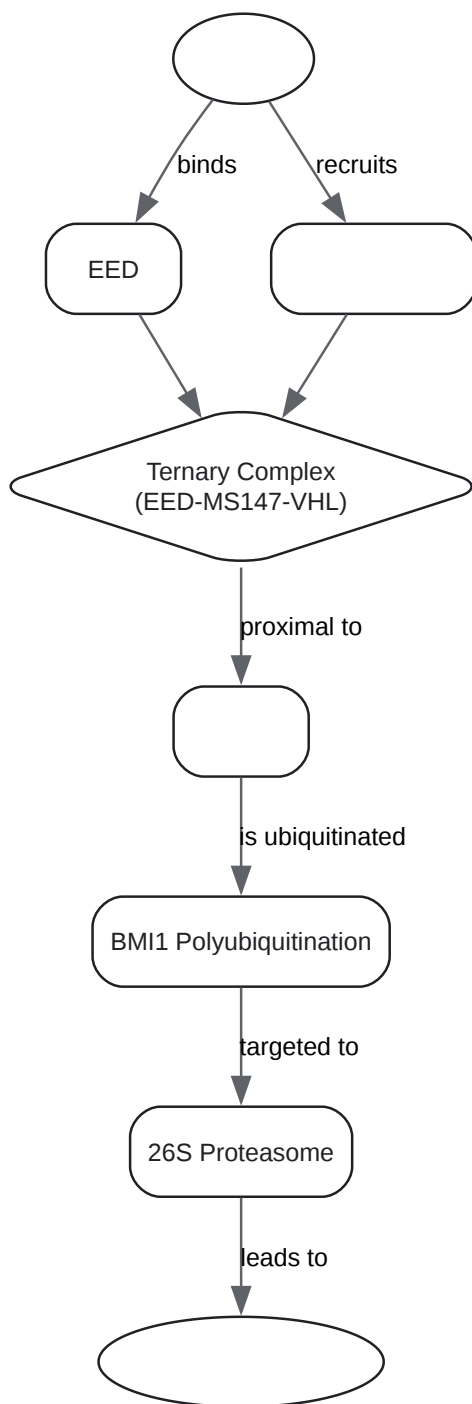 binds
recruits
EED
Ternary Complex
(EED-MS147-VHL)
proximal to
is ubiquitinated
BMI1 Polyubiquitination
targeted to
26S Proteasome
leads to